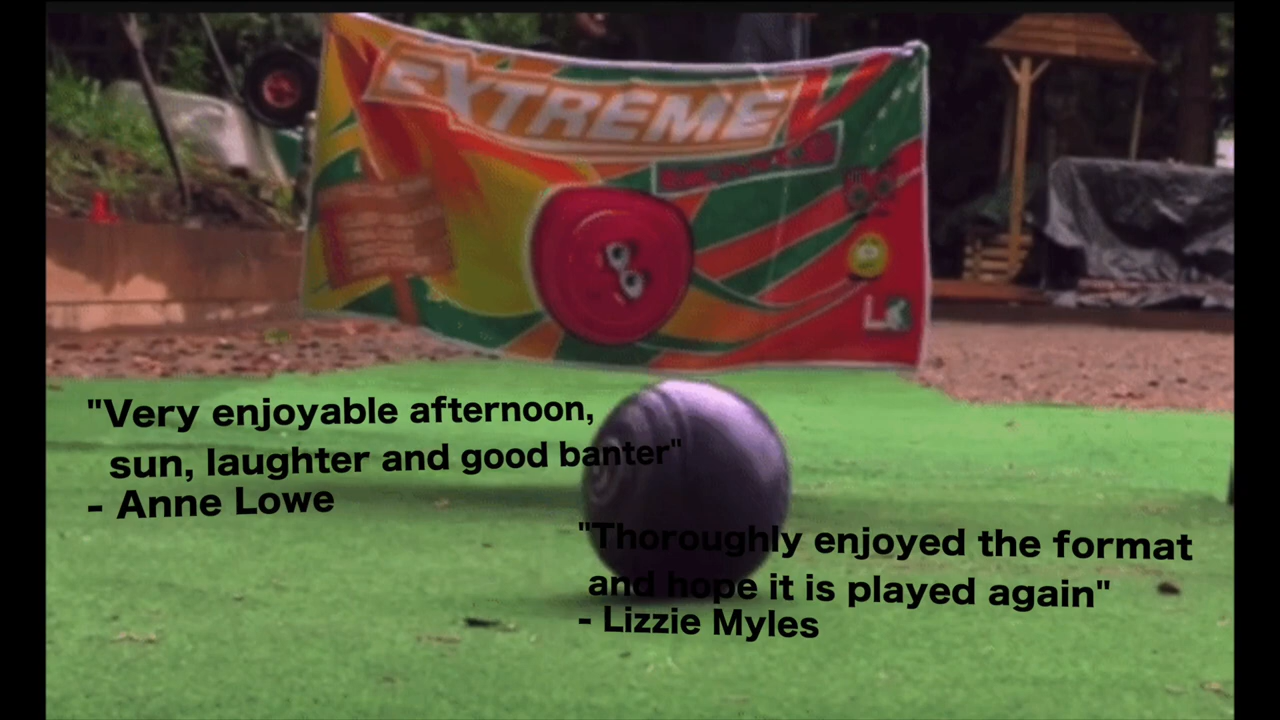 EXTREME
"Very enjoyable afternoon,
sun, laughter and good banter"
- Anne Lowe
"Thoroughly enjoyed the format
and hope it is played again"
- Lizzie Myles